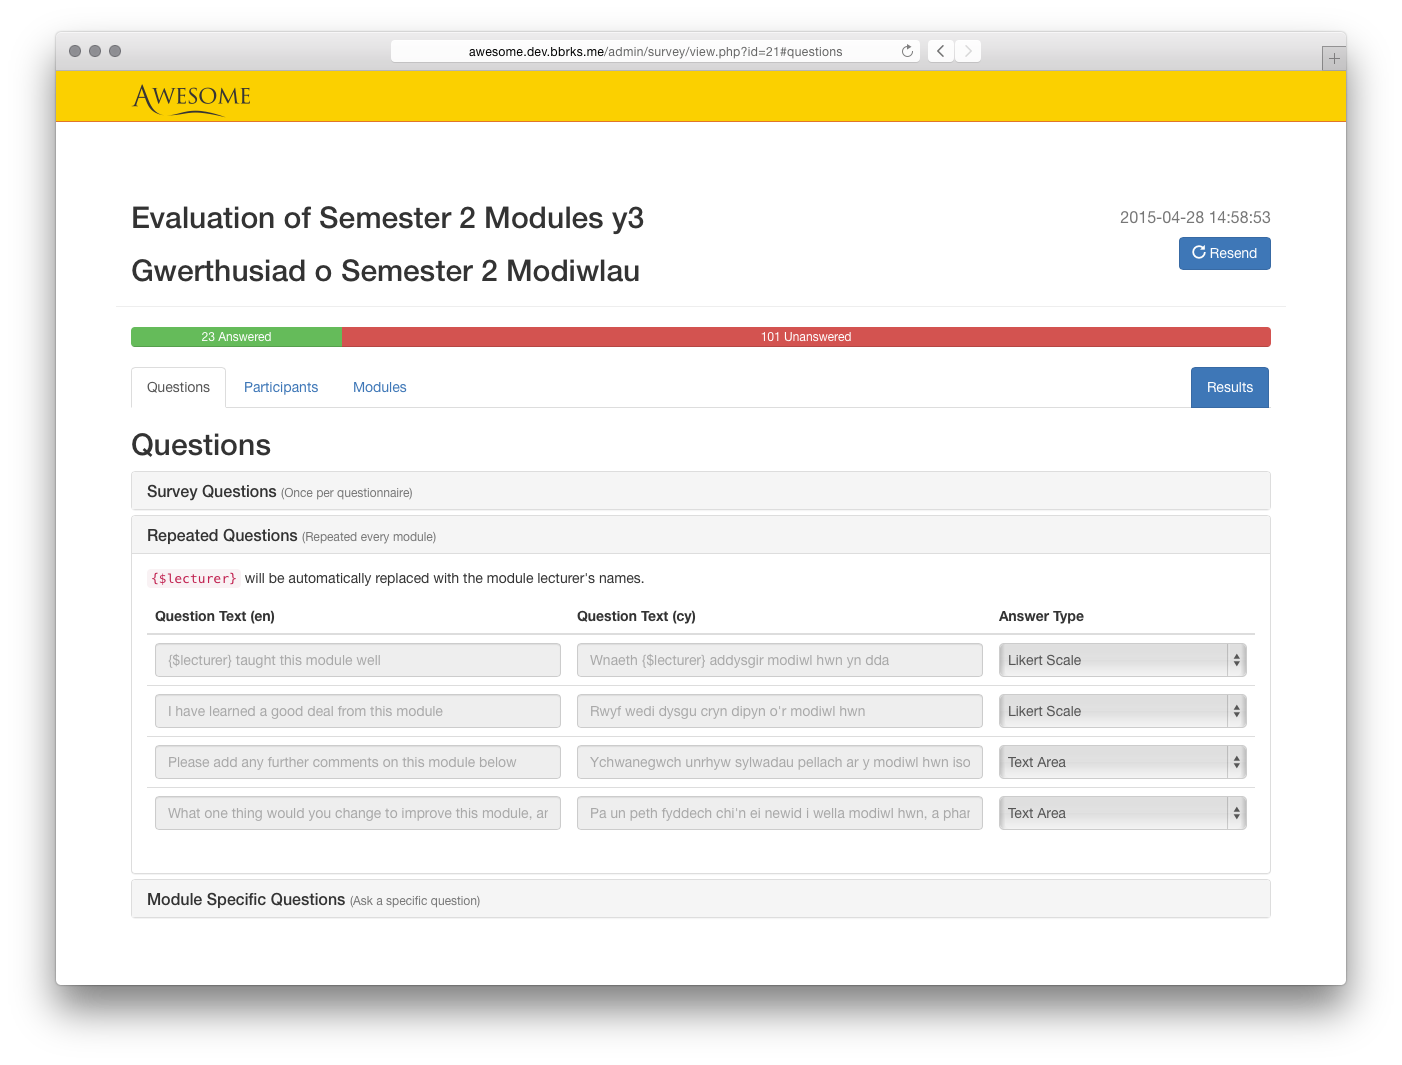 awesome.dev.bbrks.me/admin/survey/view.php?id=21#questions
AWESOME
Evaluation of Semester 2 Modules y3
2015-04-28 14:58:53
Resend
Gwerthusiad o Semester 2 Modiwlau
23 Answered
101 Unanswered
Questions
Participants
Modules
Results
Questions
Survey Questions (Once per questionnaire)
Repeated Questions (Repeated every module)
{$lecturer} will be automatically replaced with the module lecturer's names.
Question Text (en)
Question Text (cy)
Answer Type
{$lecturer} taught this module well
Wnaeth {$lecturer} addysgir modiwl hwn yn dda
Likert Scale
I have learned a good deal from this module
Rwyf wedi dysgu cryn dipyn o'r modiwl hwn
Likert Scale
Please add any further comments on this module below
Ychwanegwch unrhyw sylwadau pellach ar y modiwl hwn iso
Text Area
What one thing would you change to improve this module, ar
Pa un peth fyddech chi'n ei newid i wella modiwl hwn, a phar
Text Area
Module Specific Questions (Ask a specific question)